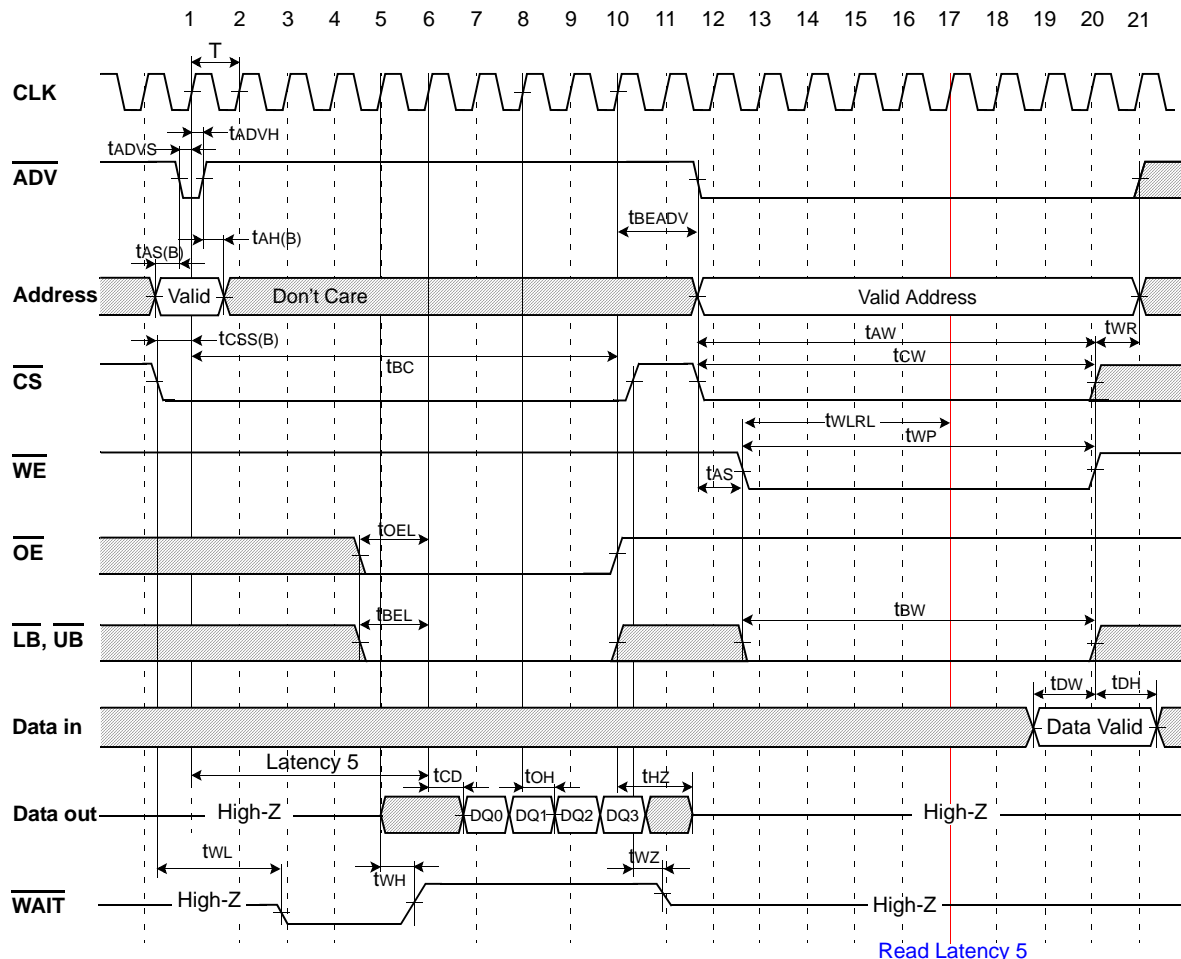 1 2 3 4 5 6 7 8 9 10 11 12 13 14 15 16 17 18 19 20 21
T
CLK
tADVH
tADVS
ADV
tBEADV
tAH(B)
tAS(B)
Address Valid Don't Care Valid Address
tCSS(B) tAW tWR
tBC tCW
CS
tWLRL
tWP
WE tAS
tOEL
OE
tBEL tBW
LB, UB
tDW tDH
Data in Data Valid
Latency 5
tCD tOH tHZ
Data out High-Z DQ0 DQ1 DQ2 DQ3 High-Z
tWL tWH tWZ
WAIT High-Z High-Z
Read Latency 5